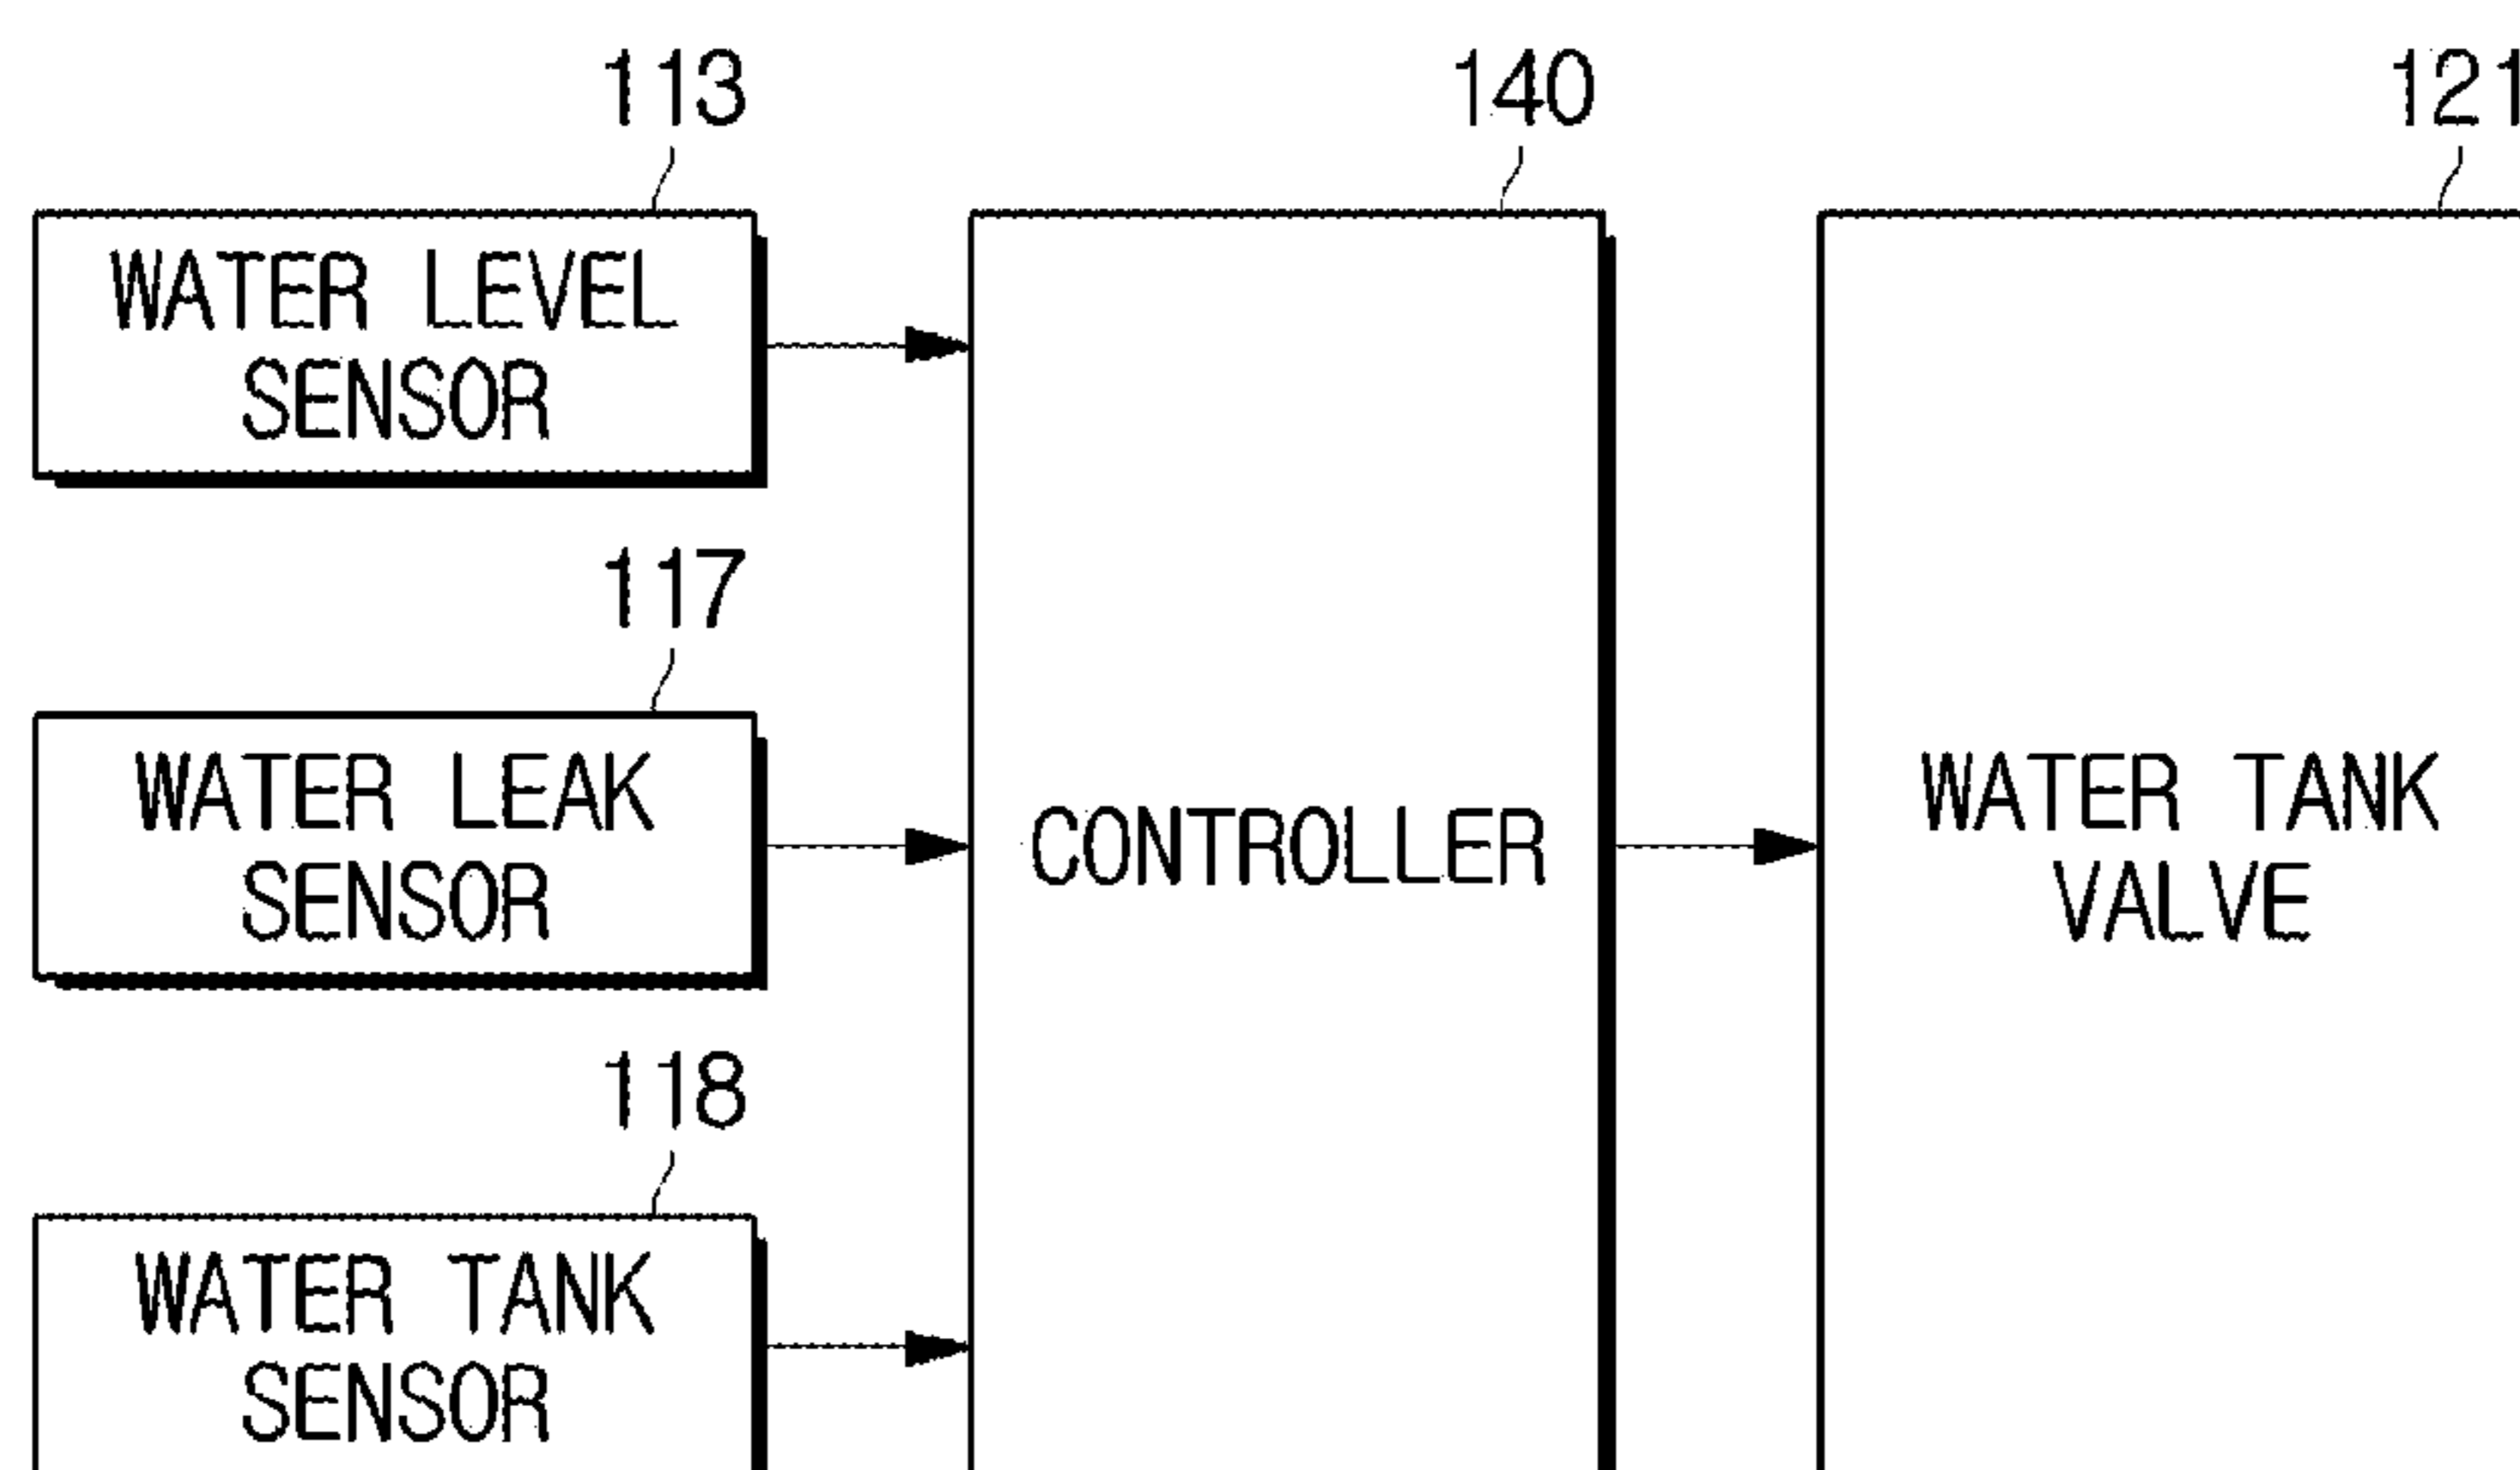 113
140
121
WATER LEVEL
SENSOR
117
WATER LEAK
SENSOR
CONTROLLER
WATER TANK
VALVE
118
WATER TANK
SENSOR